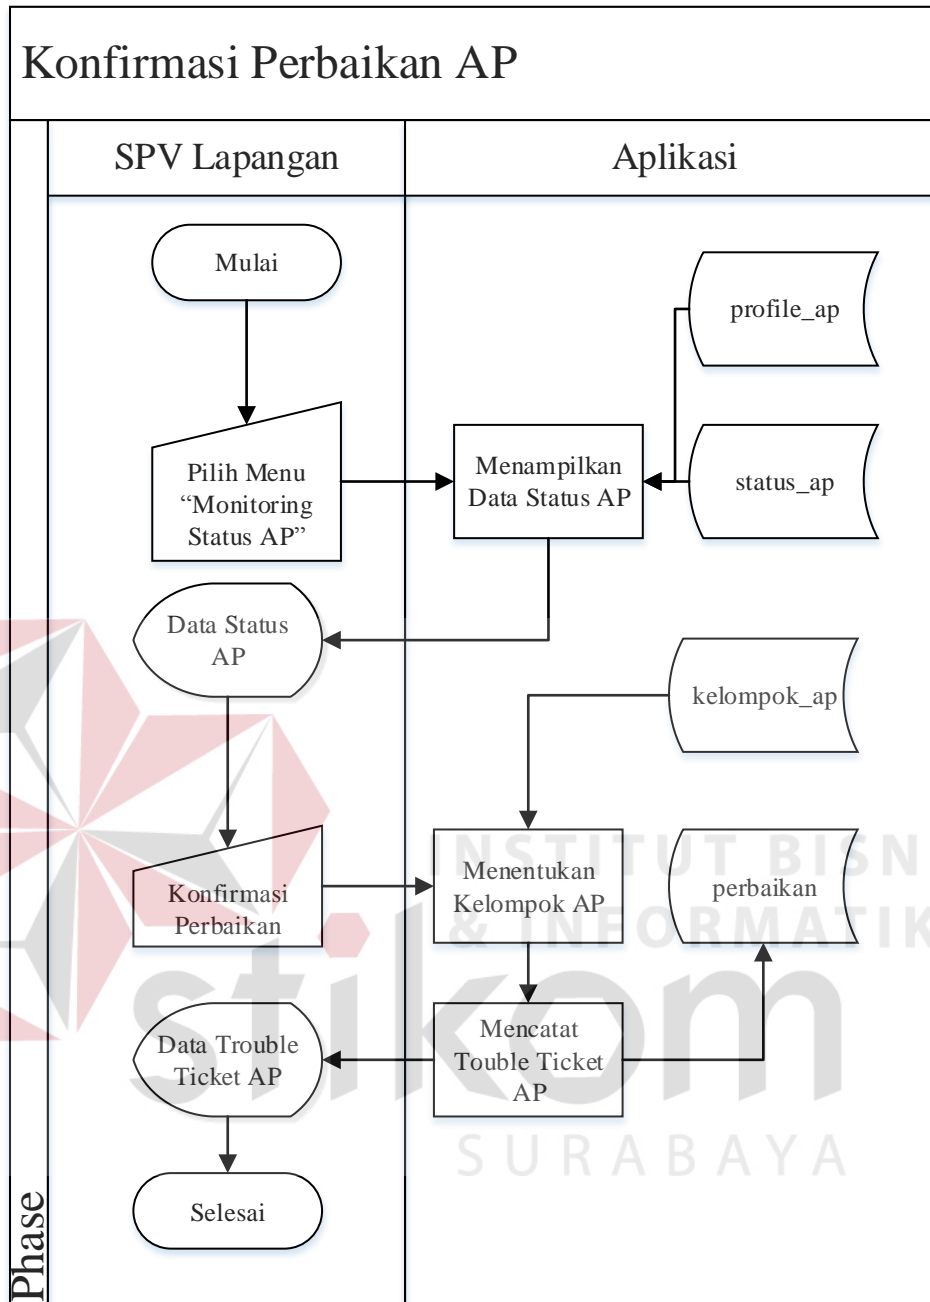 Konfirmasi Perbaikan AP
SPV Lapangan
Aplikasi
Mulai
profile_ap
Pilih Menu
“Monitoring
Status AP”
Menampilkan
Data Status AP
status_ap
Data Status
AP
kelompok_ap
Konfirmasi
Perbaikan
Menentukan
Kelompok AP
perbaikan
Data Trouble
Ticket AP
Mencatat
Touble Ticket
AP
Selesai
Phase
INSTITUT BISN
& INFORMATIK
stikom
SURABAYA